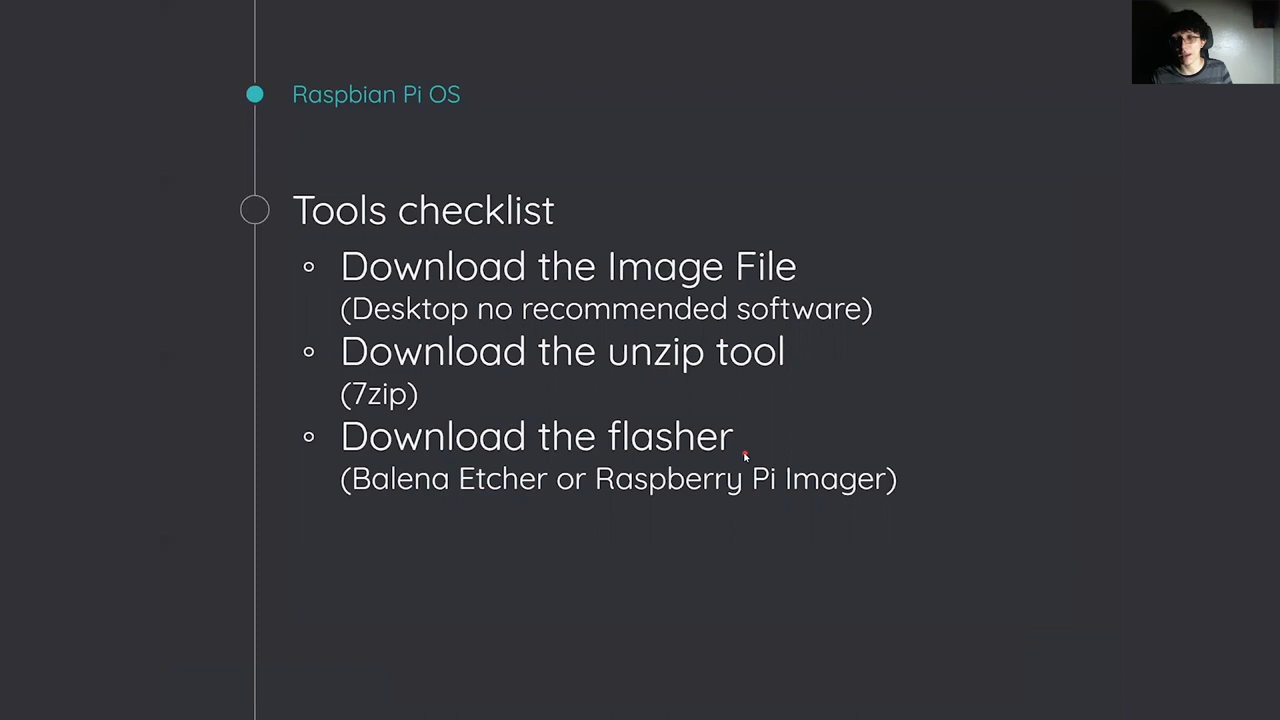 Raspbian Pi OS
Tools checklist
Download the Image File
(Desktop no recommended software)
Download the unzip tool
(7zip)
Download the flasher
(Balena Etcher or Raspberry Pi Imager)